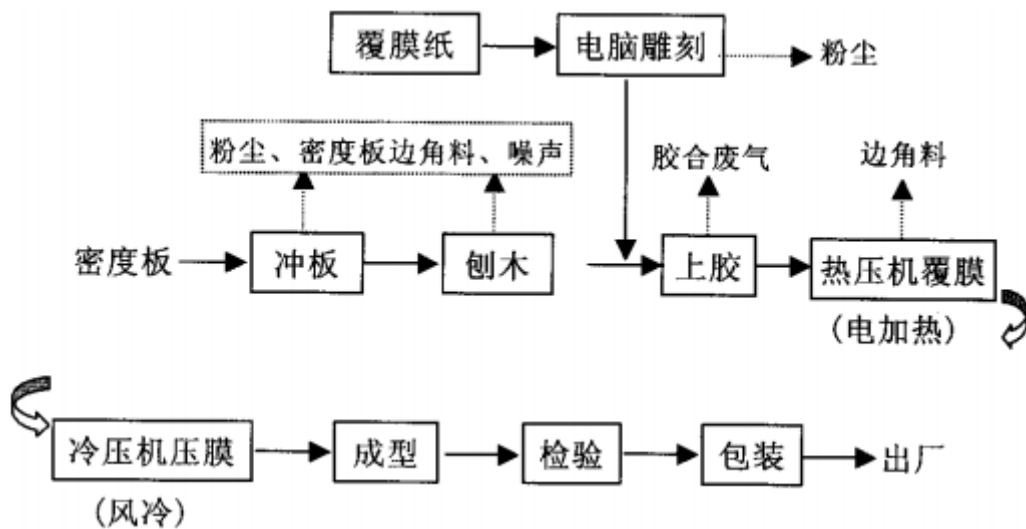 覆膜纸 电脑雕刻 粉尘
粉尘、密度板边角料、噪声 胶合废气 边角料
密度板 冲板 刨木 上胶 热压机覆膜
(电加热)
冷压机压膜 成型 检验 包装 出厂
(风冷)